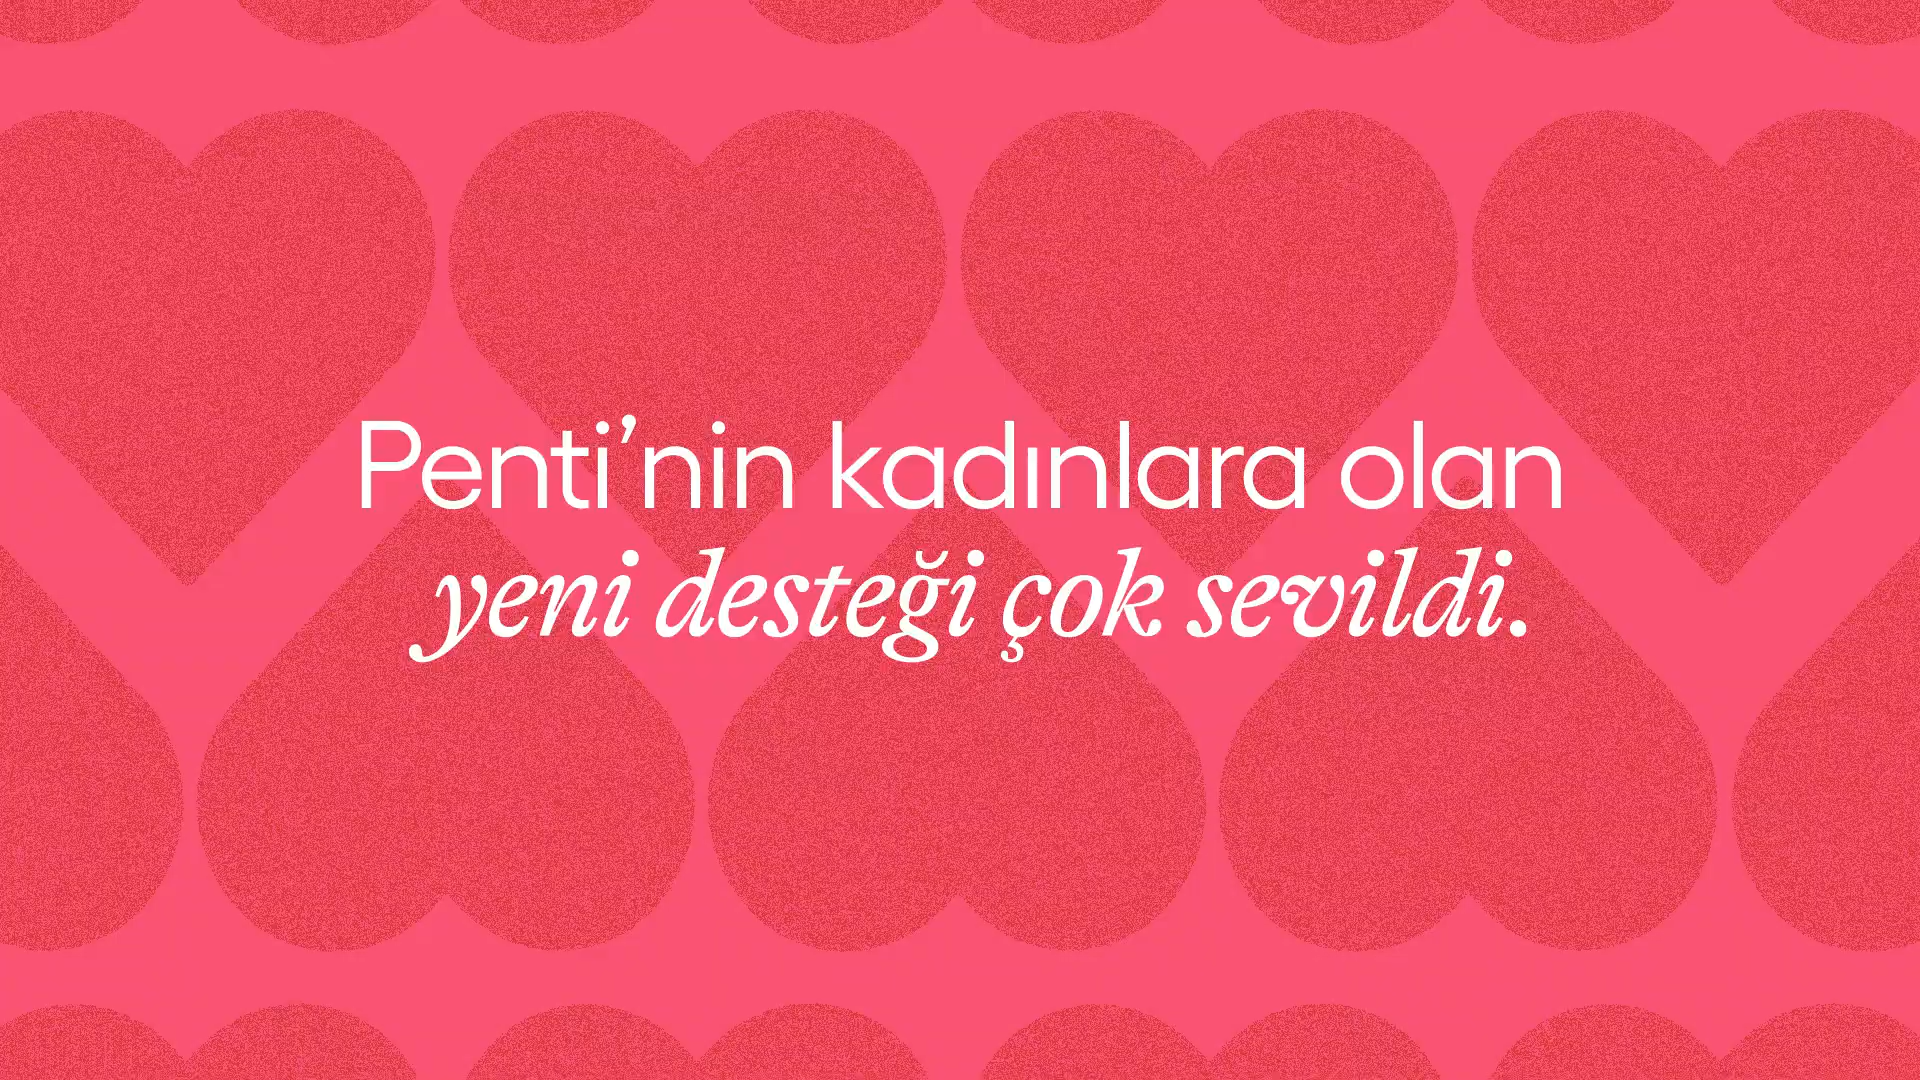 Penti’nin kadınlara olan
yeni desteği çok sevildi.